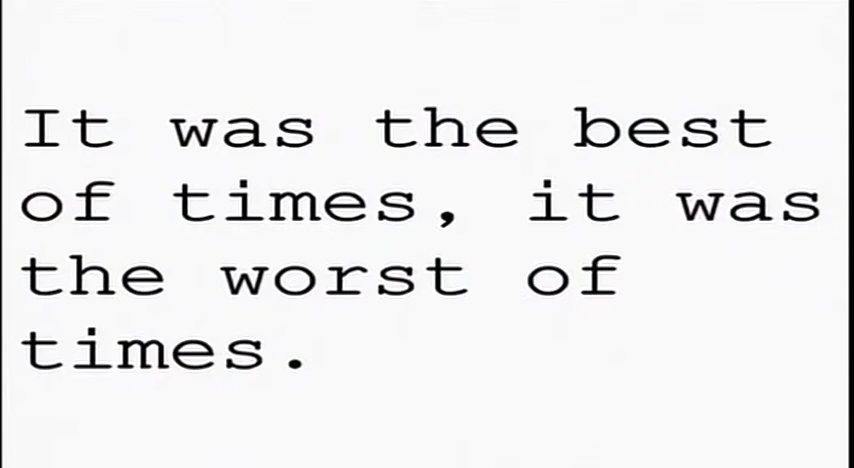 It was the best
of times, it was
the worst of
times.